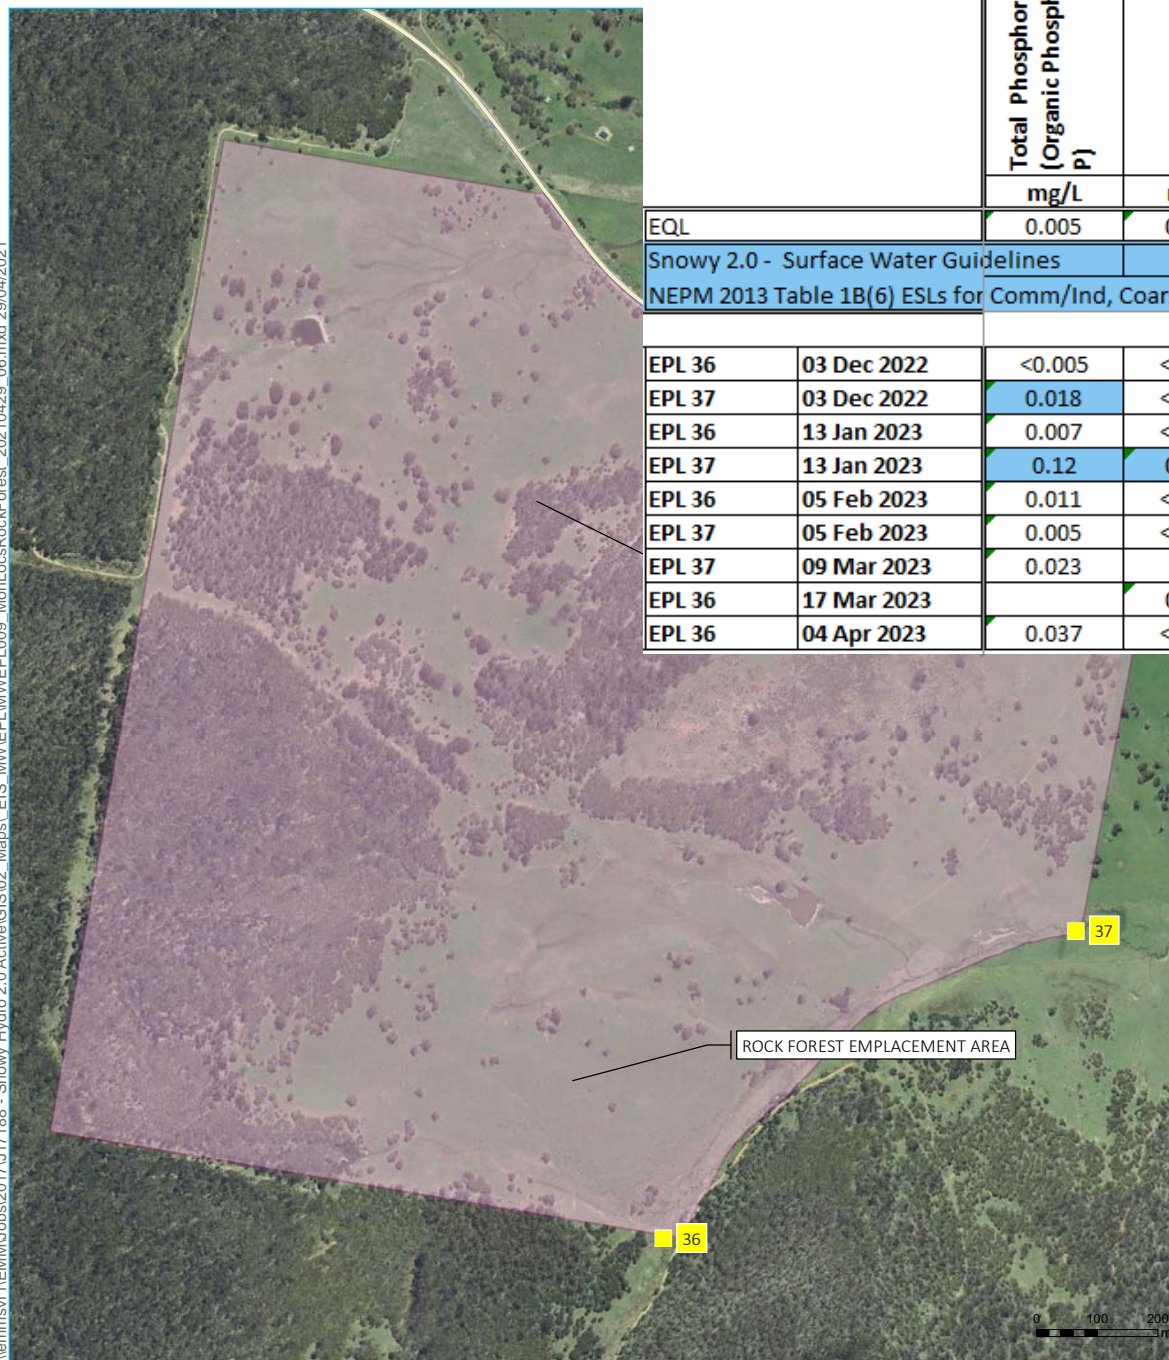 Total Phosphor
(Organic Phosph
P)
mg/L
EQL 0.005
Snowy 2.0 - Surface Water Guidelines
NEPM 2013 Table 1B(6) ESLs for Comm/Ind, Coar
EPL 36 03 Dec 2022 <0.005 <
EPL 37 03 Dec 2022 0.018 <
EPL 36 13 Jan 2023 0.007 <
EPL 37 13 Jan 2023 0.12
EPL 36 05 Feb 2023 0.011 <
EPL 37 05 Feb 2023 0.005 <
EPL 37 09 Mar 2023 0.023
EPL 36 17 Mar 2023
EPL 36 04 Apr 2023 0.037 <
37
ROCK FOREST EMPLACEMENT AREA
36
0 100 200